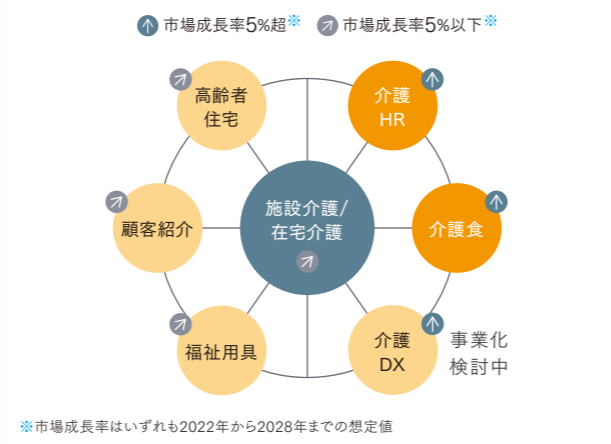 市場成長率5%超※ 市場成長率5%以下※
高齢者
住宅
介護
HR
顧客紹介
施設介護/
在宅介護
介護食
福祉用具
介護
DX
事業化
検討中
※市場成長率はいずれも2022年から2028年までの想定値